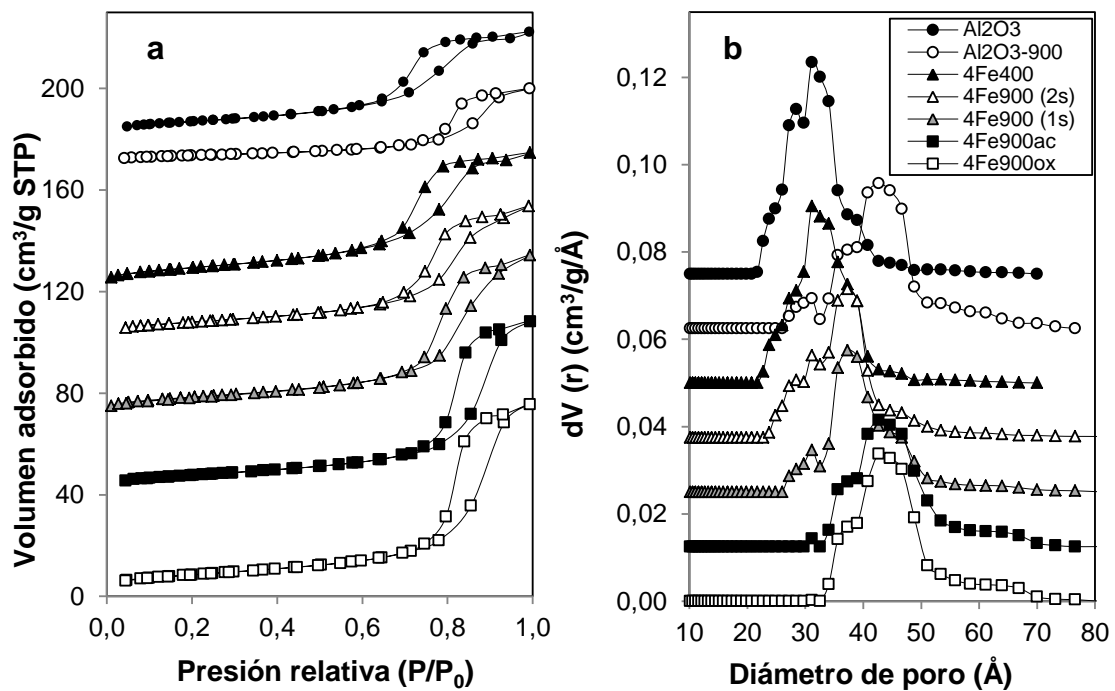 a
Volumen adsorbido (cm³/g STP)
200
160
120
80
40
0
0,0 0,2 0,4 0,6 0,8 1,0
Presión relativa (P/P₀)
b
dV (r) (cm³/g/Å)
0,12
0,10
0,08
0,06
0,04
0,02
0,00
10 20 30 40 50 60 70 80
Diámetro de poro (Å)
Al2O3
Al2O3-900
4Fe400
4Fe900 (2s)
4Fe900 (1s)
4Fe900ac
4Fe900ox